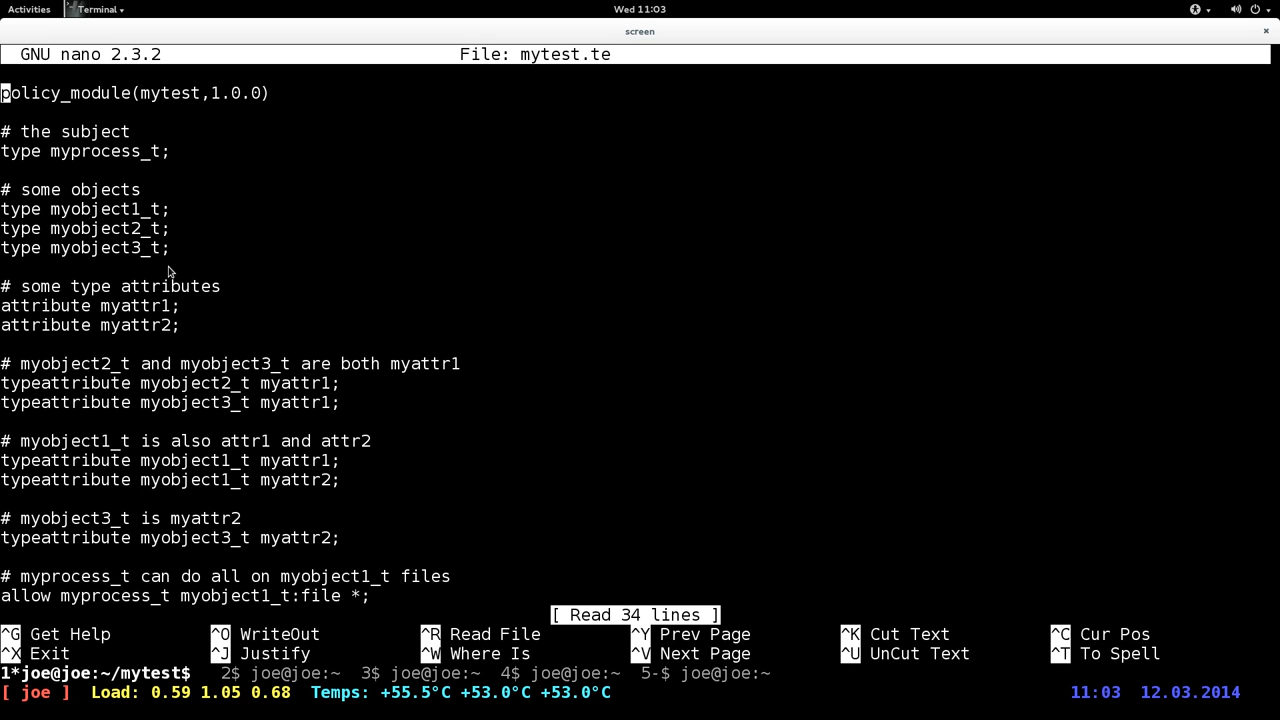 Activities Terminal Wed 11:03
screen ×
GNU nano 2.3.2 File: mytest.te
policy_module(mytest,1.0.0)
# the subject
type myprocess_t;
# some objects
type myobject1_t;
type myobject2_t;
type myobject3_t;
# some type attributes
attribute myattr1;
attribute myattr2;
# myobject2_t and myobject3_t are both myattr1
typeattribute myobject2_t myattr1;
typeattribute myobject3_t myattr1;
# myobject1_t is also attr1 and attr2
typeattribute myobject1_t myattr1;
typeattribute myobject1_t myattr2;
# myobject3_t is myattr2
typeattribute myobject3_t myattr2;
# myprocess_t can do all on myobject1_t files
allow myprocess_t myobject1_t:file *;
[ Read 34 lines ]
^G Get Help ^O WriteOut ^R Read File ^Y Prev Page ^K Cut Text ^C Cur Pos
^X Exit ^J Justify ^W Where Is ^V Next Page ^U UnCut Text ^T To Spell
1*joe@joe:~/mytest$ 2$ joe@joe:~ 3$ joe@joe:~ 4$ joe@joe:~ 5-$ joe@joe:~
[ joe ] Load: 0.59 1.05 0.68 Temps: +55.5°C +53.0°C +53.0°C 11:03 12.03.2014